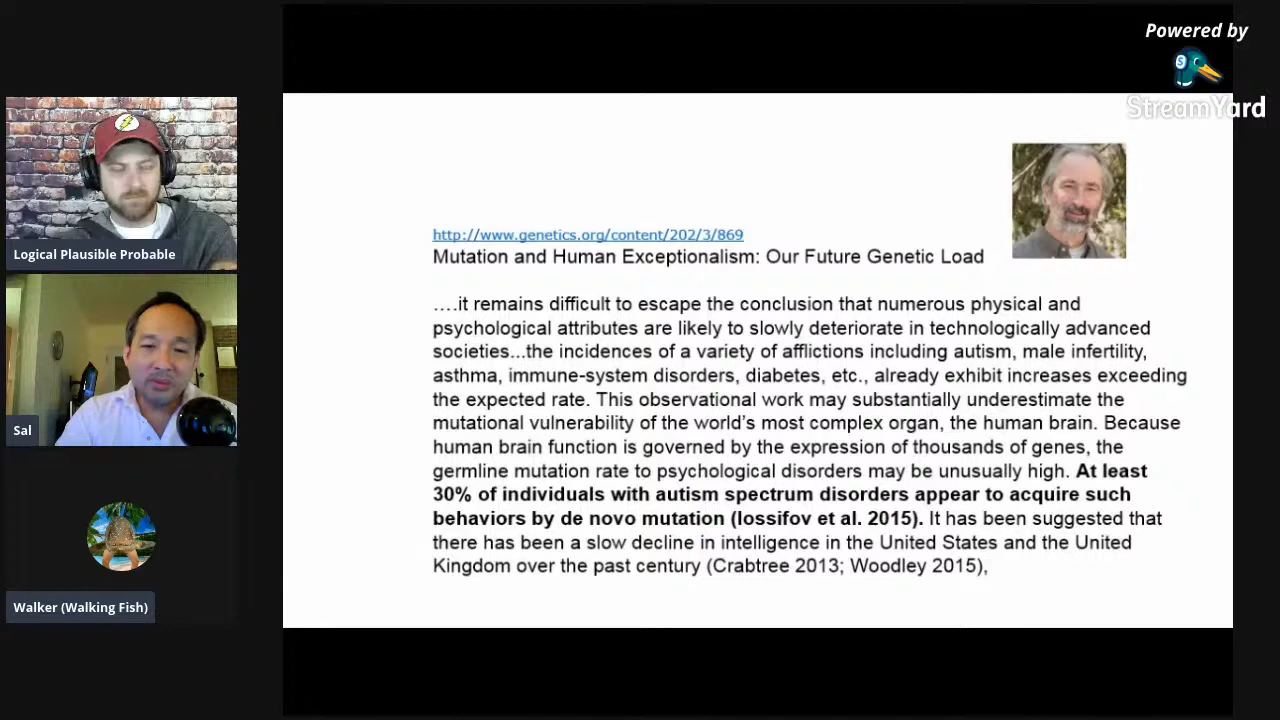 Powered by
StreamYard
Logical Plausible Probable
Sal
Walker (Walking Fish)
http://www.genetics.org/content/202/3/869
Mutation and Human Exceptionalism: Our Future Genetic Load
....it remains difficult to escape the conclusion that numerous physical and
psychological attributes are likely to slowly deteriorate in technologically advanced
societies...the incidences of a variety of afflictions including autism, male infertility,
asthma, immune-system disorders, diabetes, etc., already exhibit increases exceeding
the expected rate. This observational work may substantially underestimate the
mutational vulnerability of the world's most complex organ, the human brain. Because
human brain function is governed by the expression of thousands of genes, the
germline mutation rate to psychological disorders may be unusually high. At least
30% of individuals with autism spectrum disorders appear to acquire such
behaviors by de novo mutation (Iossifov et al. 2015). It has been suggested that
there has been a slow decline in intelligence in the United States and the United
Kingdom over the past century (Crabtree 2013; Woodley 2015),